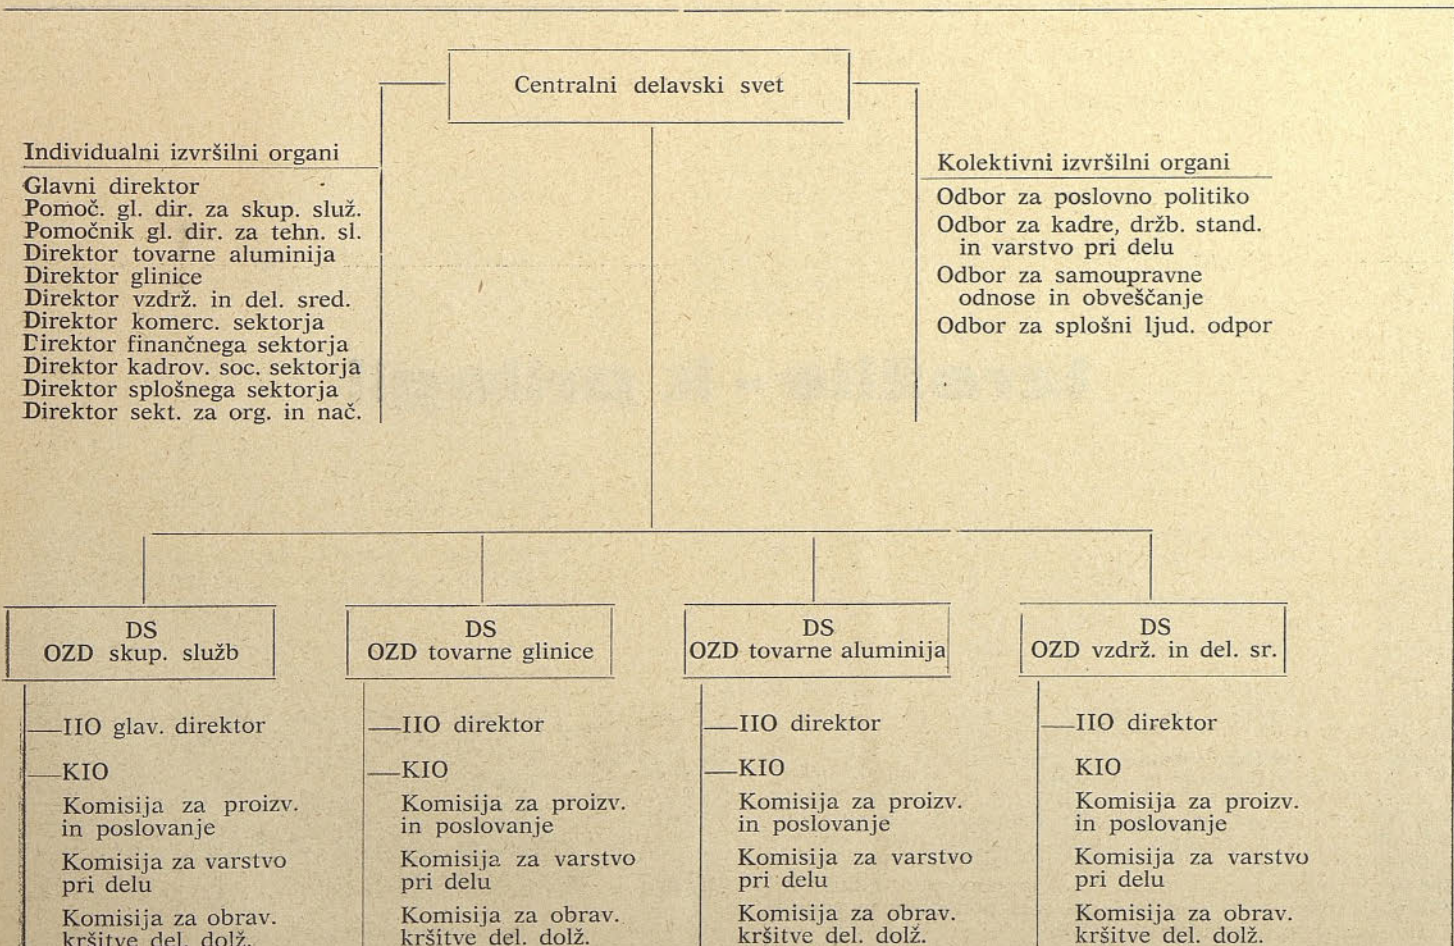 Centralni delavski svet
Individualni izvršilni organi
Glavni direktor
Pomoč. gl. dir. za skup. služ.
Pomočnik gl. dir. za tehn. sl.
Direktor tovarne aluminija
Direktor glinice
Direktor vzdrž. in del. sred.
Direktor komerc. sektorja
Direktor finančnega sektorja
Direktor kadrov. soc. sektorja
Direktor splošnega sektorja
Direktor sekt. za org. in nač.
Kolektivni izvršilni organi
Odbor za poslovno politiko
Odbor za kadre, držb. stand.
in varstvo pri delu
Odbor za samoupravne
odnose in obveščanje
Odbor za splošni ljud. odpor
DS
OZD skup. služb
IIO glav. direktor
KIO
Komisija za proizv.
in poslovanje
Komisija za varstvo
pri delu
Komisija za obrav.
kršitve del. dolž.
DS
OZD tovarne glinice
IIO direktor
KIO
Komisija za proizv.
in poslovanje
Komisija za varstvo
pri delu
Komisija za obrav.
kršitve del. dolž.
DS
OZD tovarne aluminija
IIO direktor
KIO
Komisija za proizv.
in poslovanje
Komisija za varstvo
pri delu
Komisija za obrav.
kršitve del. dolž.
DS
OZD vzdrž. in del. sr.
IIO direktor
KIO
Komisija za proizv.
in poslovanje
Komisija za varstvo
pri delu
Komisija za obrav.
kršitve del. dolž.